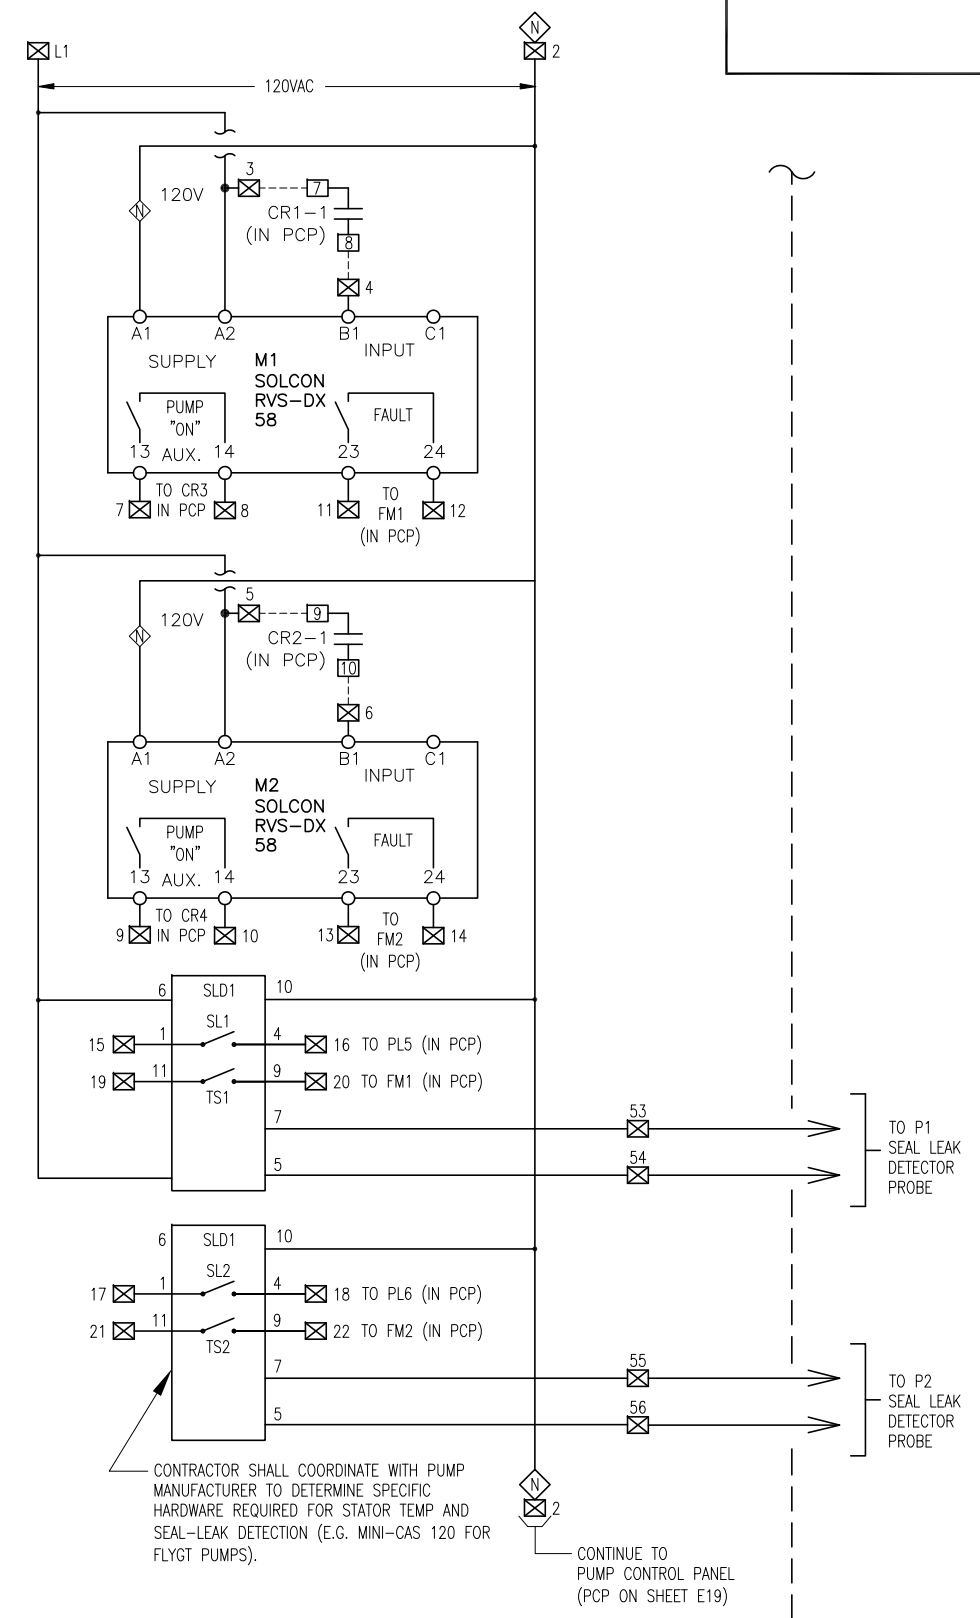 N
L1
2
120VAC
3
7
120V
N
CR1-1
(IN PCP)
8
4
A1 A2 B1 C1
SUPPLY
INPUT
M1
SOLCON
RVS-DX
58
PUMP
"ON"
AUX.
FAULT
13 14 23 24
7
TO CR3
IN PCP
8
11
TO
FM1
(IN PCP)
12
5
9
120V
N
CR2-1
(IN PCP)
10
6
A1 A2 B1 C1
SUPPLY
INPUT
M2
SOLCON
RVS-DX
58
PUMP
"ON"
AUX.
FAULT
13 14 23 24
9
TO CR4
IN PCP
10
13
TO
FM2
(IN PCP)
14
6 SLD1 10
SL1
15 1 4 16 TO PL5 (IN PCP)
19 11 9 20 TO FM1 (IN PCP)
TS1
7 53
5 54
TO P1
SEAL LEAK
DETECTOR
PROBE
6 SLD1 10
SL2
17 1 4 18 TO PL6 (IN PCP)
21 11 9 22 TO FM2 (IN PCP)
TS2
7 55
5 56
TO P2
SEAL LEAK
DETECTOR
PROBE
CONTRACTOR SHALL COORDINATE WITH PUMP
MANUFACTURER TO DETERMINE SPECIFIC
HARDWARE REQUIRED FOR STATOR TEMP AND
SEAL-LEAK DETECTION (E.G. MINI-CAS 120 FOR
FLYGT PUMPS).
N
2
CONTINUE TO
PUMP CONTROL PANEL
(PCP ON SHEET E19)